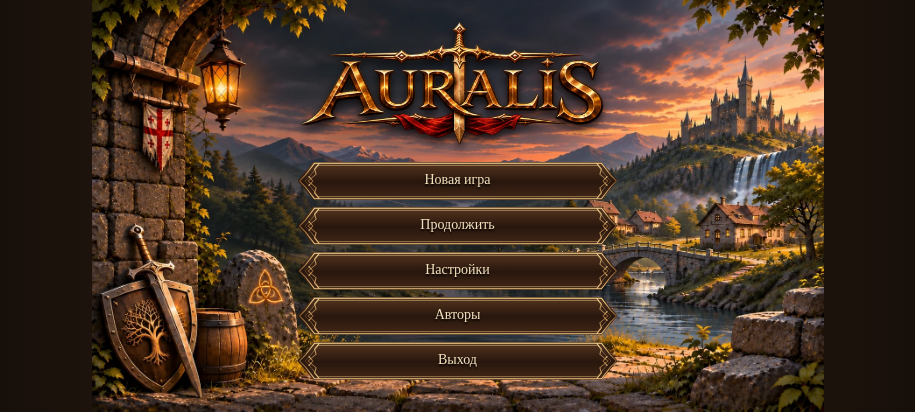 AURALIS
Новая игра
Продолжить
Настройки
Авторы
Выход